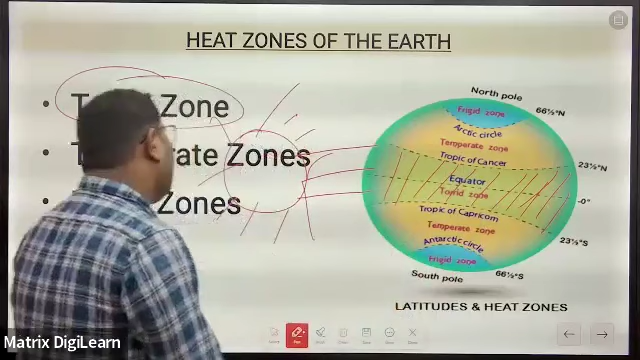 HEAT ZONES OF THE EARTH
• Zone
• Zones
• Zones
North pole
66½°N
Frigid zone
Arctic circle
Temperate zone
Tropic of Cancer
23½°N
Equator
-0°
Torrid zone
Tropic of Capricorn
Temperate zone
23½°S
Antarctic circle
Frigid zone
66½°S
South pole
LATITUDES & HEAT ZONES
Matrix DigiLearn